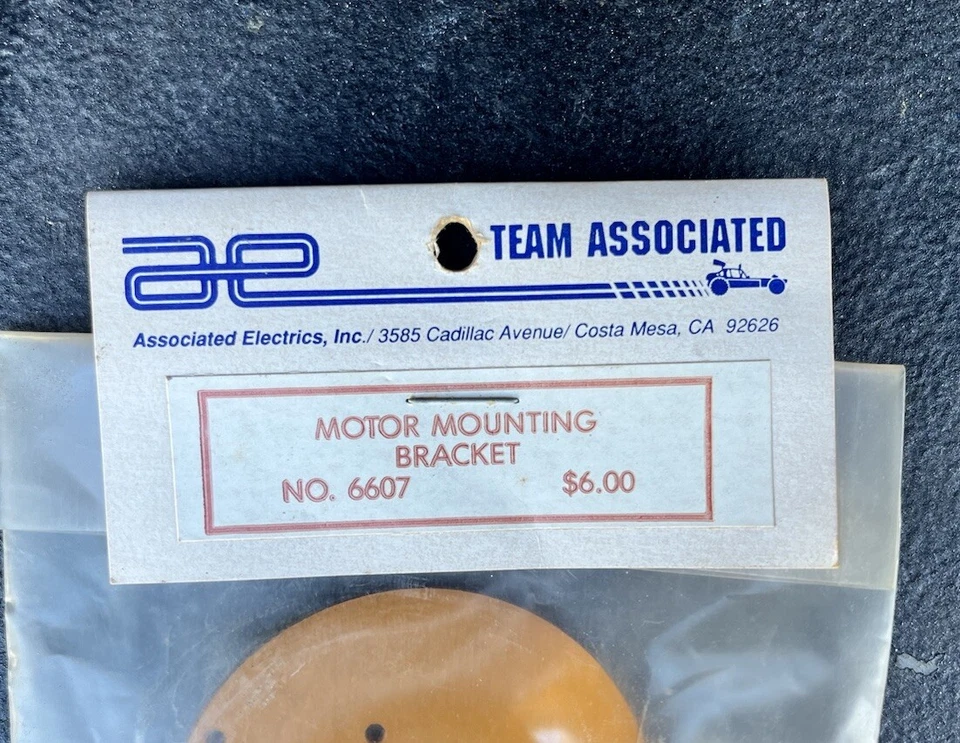 ae TEAM ASSOCIATED
Associated Electrics, Inc./ 3585 Cadillac Avenue/ Costa Mesa, CA 92626
MOTOR MOUNTING
BRACKET
NO. 6607 $6.00